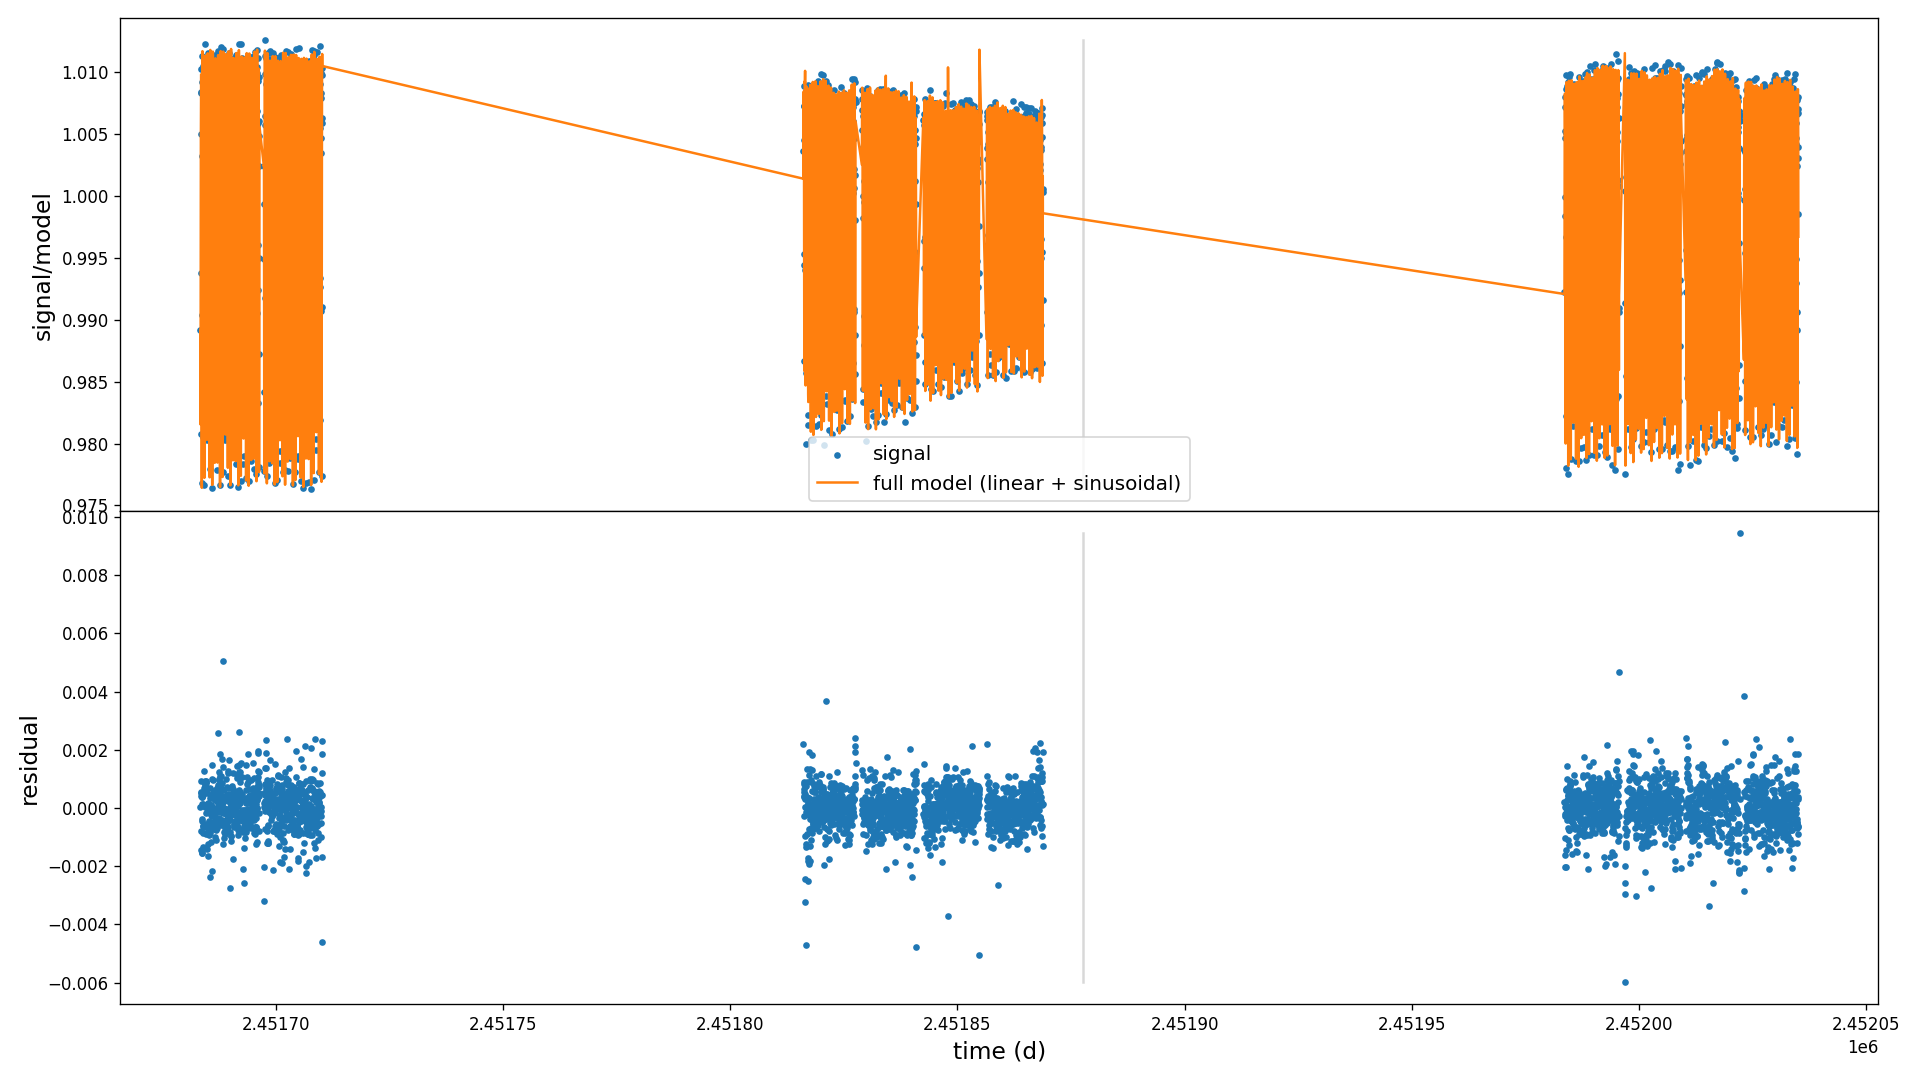 signal/model
1.010
1.005
1.000
0.995
0.990
0.985
0.980
0.975
signal
full model (linear + sinusoidal)
residual
0.010
0.008
0.006
0.004
0.002
0.000
−0.002
−0.004
−0.006
2.45170 2.45175 2.45180 2.45185 2.45190 2.45195 2.45200 2.45205
time (d)
1e6